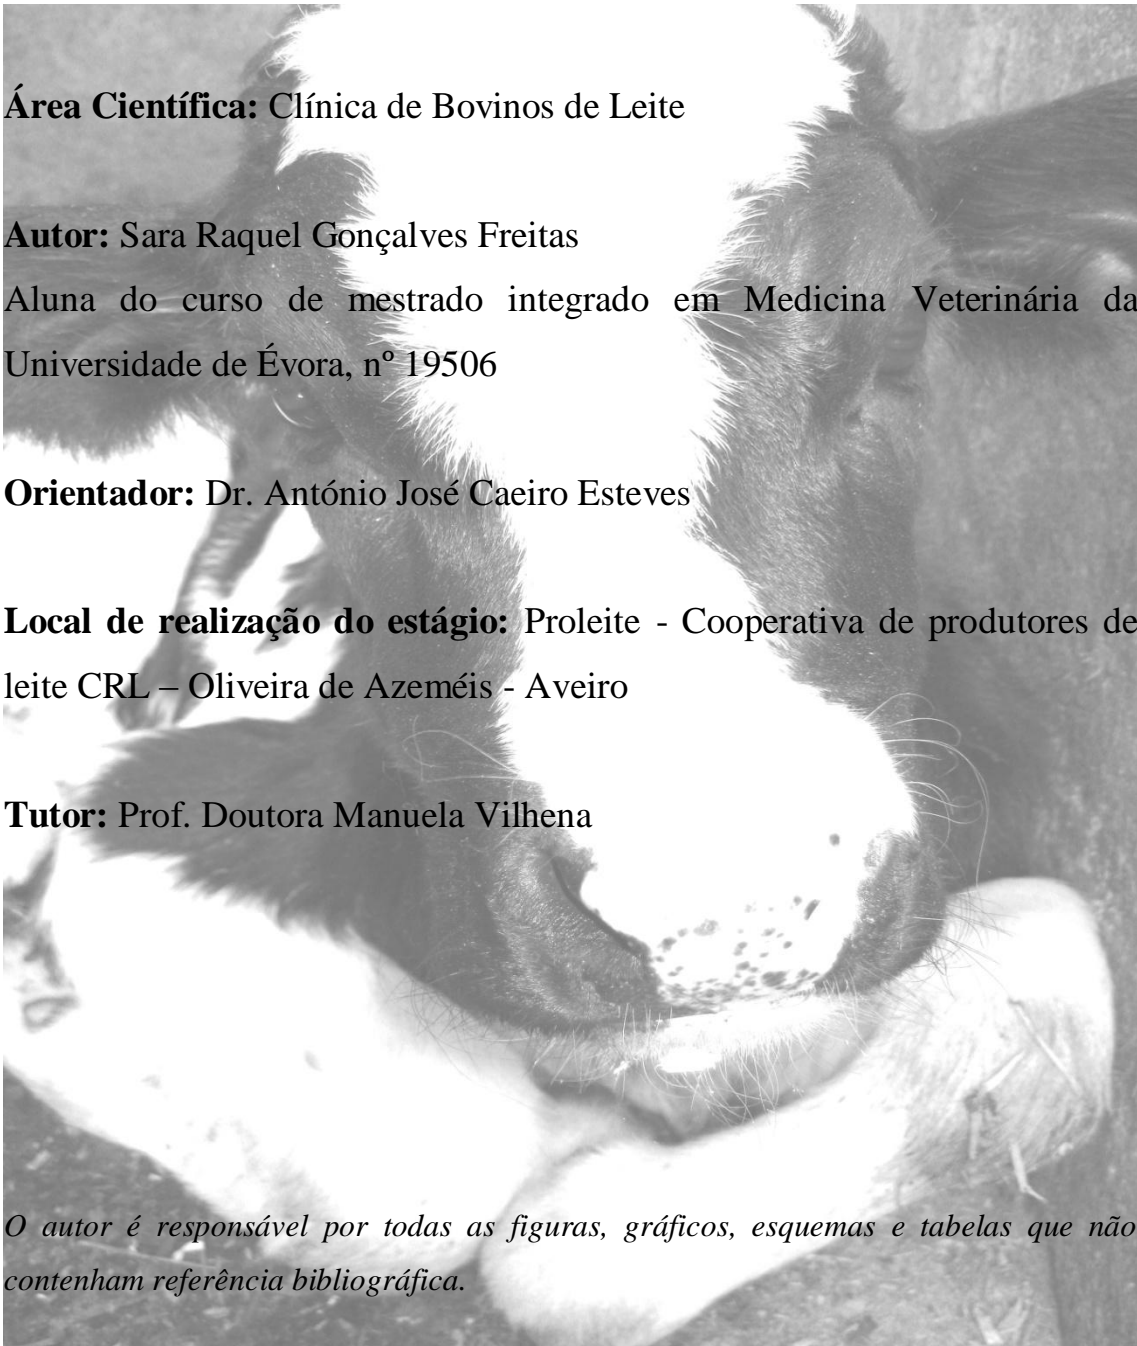 Área Científica: Clínica de Bovinos de Leite
Autor: Sara Raquel Gonçalves Freitas
Aluna do curso de mestrado integrado em Medicina Veterinária da
Universidade de Évora, nº 19506
Orientador: Dr. António José Caeiro Esteves
Local de realização do estágio: Proleite - Cooperativa de produtores de
leite CRL – Oliveira de Azeméis - Aveiro
Tutor: Prof. Doutora Manuela Vilhena
O autor é responsável por todas as figuras, gráficos, esquemas e tabelas que não
contenham referência bibliográfica.